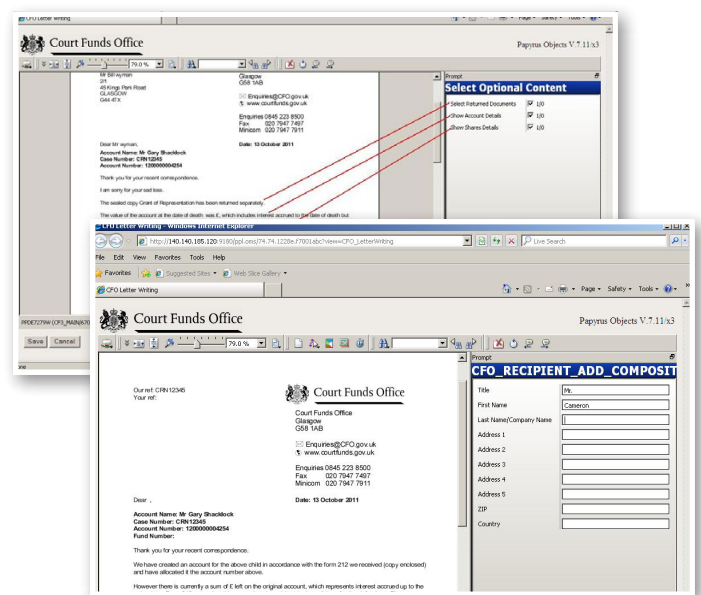 CFO Letter Writing
Page Safety Tools
Court Funds Office
Papyrus Objects V.7.11/x3
79.0 %
Prompt
Select Optional Content
Select Returned Documents 1/0
Show Account Details 1/0
Show Shares Details 1/0
Mr Bill wyman
2/1
45 Kings Park Road
GLASGOW
G44 4TX
Glasgow
G58 1AB
Enquiries@CFO.gov.uk
www.courtfunds.gov.uk
Enquiries 0845 223 8500
Fax 020 7947 7497
Minicom 020 7947 7911
Dear Mr wyman,
Date: 13 October 2011
Account Name: Mr Gary Shacklock
Case Number: CRN12345
Account Number: 1200000004254
Thank you for your recent correspondence.
I am sorry for your sad loss.
The sealed copy Grant of Representation has been returned separately.
The value of the account at the date of death was £, which includes interest accrued to the date of death but
Save Cancel
CFO Letter Writing - Windows Internet Explorer
http://140.140.185.120:9180/ppl.oms/74.74.1228e.f7001abc?view=CFO_LetterWriting
Live Search
File Edit View Favorites Tools Help
Favorites Suggested Sites Web Slice Gallery
CFO Letter Writing
Page Safety Tools
Court Funds Office
Papyrus Objects V.7.11/x3
79.0 %
Prompt
CFO_RECIPIENT_ADD_COMPOSIT
Title Mr.
First Name Cameron
Last Name/Company Name
Address 1
Address 2
Address 3
Address 4
Address 5
ZIP
Country
Our ref: CRN12345
Your ref:
Court Funds Office
Court Funds Office
Glasgow
G58 1AB
Enquiries@CFO.gov.uk
www.courtfunds.gov.uk
Enquiries 0845 223 8500
Fax 020 7947 7497
Minicom 020 7947 7911
Dear ,
Date: 13 October 2011
Account Name: Mr Gary Shacklock
Case Number: CRN12345
Account Number: 1200000004254
Fund Number:
Thank you for your recent correspondence.
We have created an account for the above child in accordance with the form 212 we received (copy enclosed)
and have allocated it the account number above.
However there is currently a sum of £ left on the original account, which represents interest accrued up to the